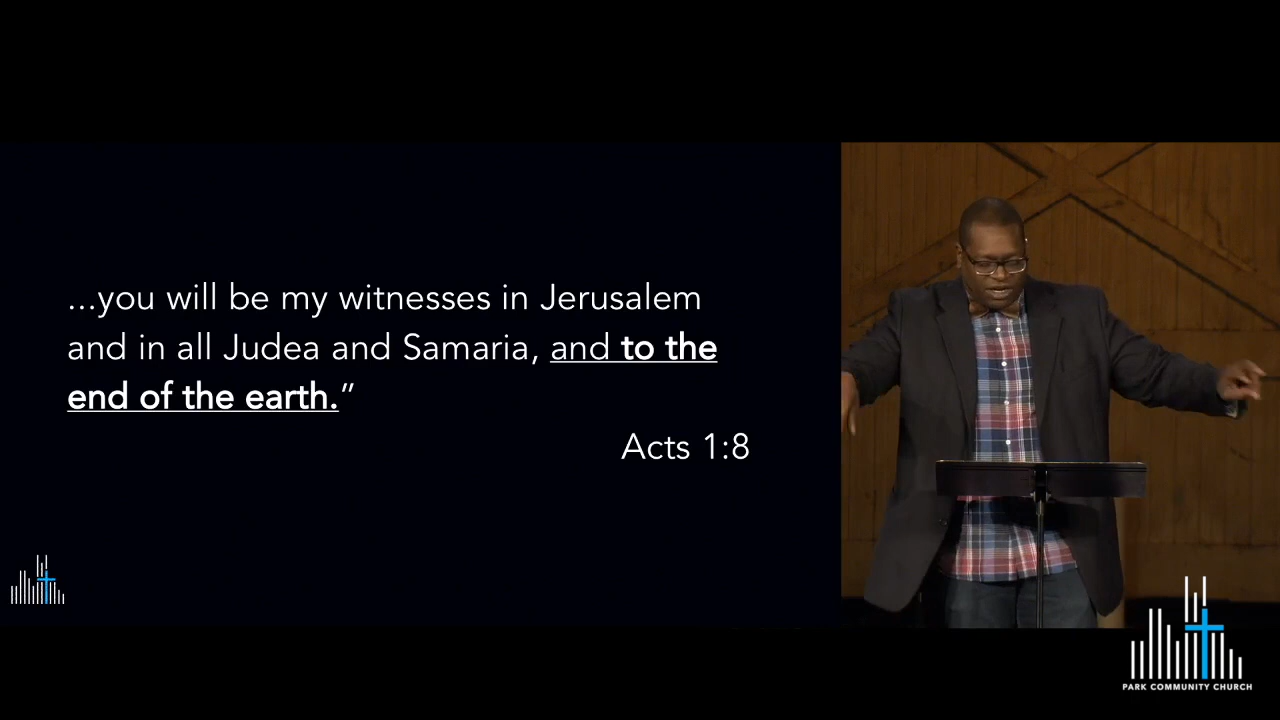 ...you will be my witnesses in Jerusalem
and in all Judea and Samaria, and to the
end of the earth.”
Acts 1:8
PARK COMMUNITY CHURCH